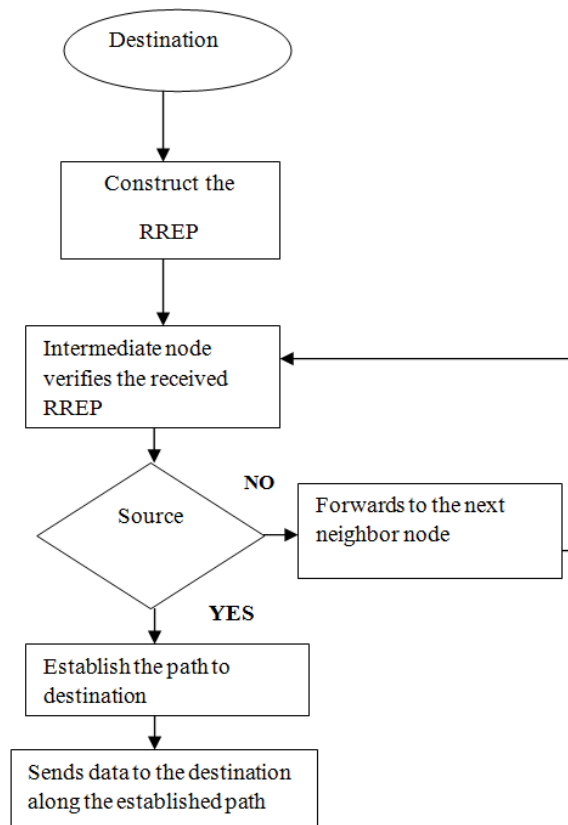 Destination
Construct the
RREP
Intermediate node
verifies the received
RREP
NO
Source
Forwards to the next
neighbor node
YES
Establish the path to
destination
Sends data to the destination
along the established path